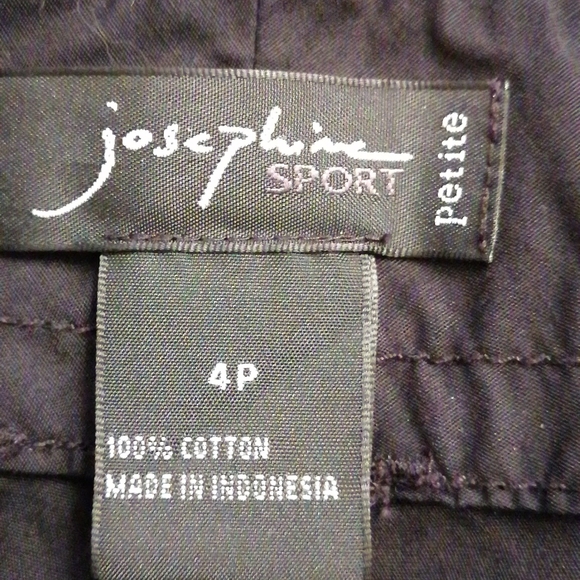 josephine
SPORT
Petite
4P
100% COTTON
MADE IN INDONESIA